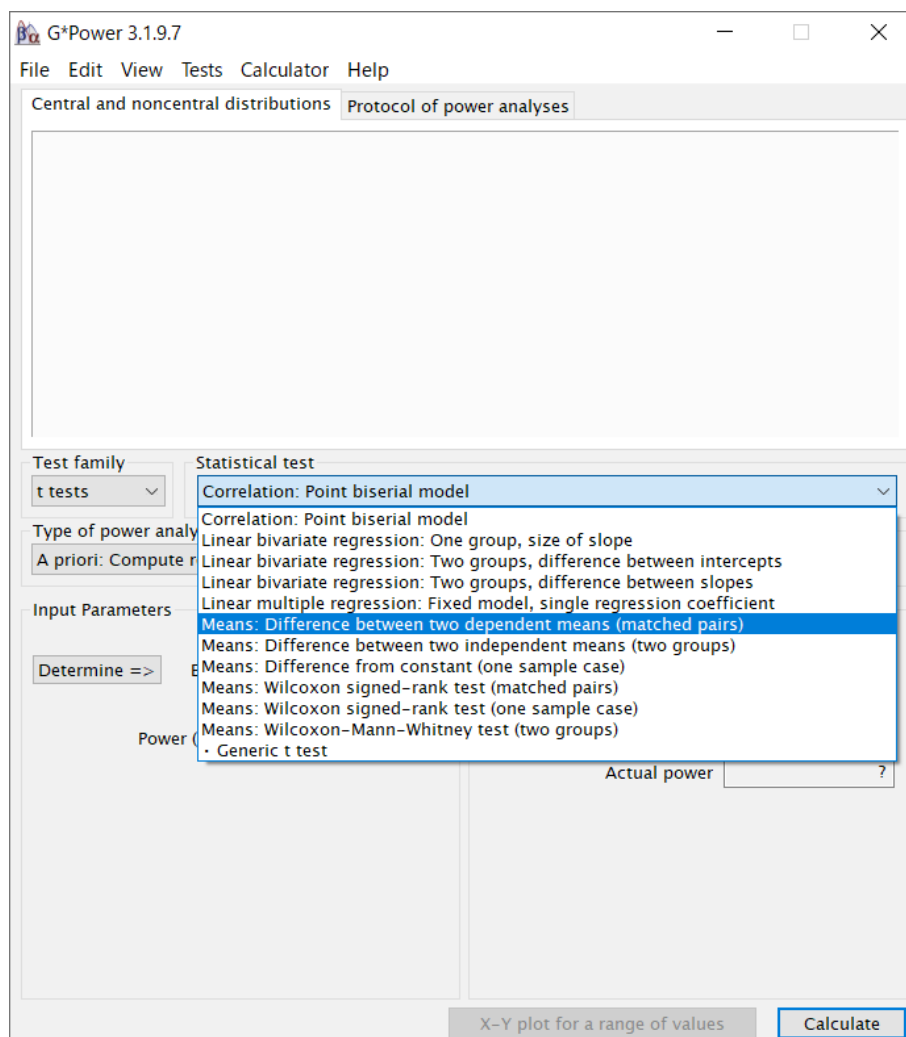 G*Power 3.1.9.7
File Edit View Tests Calculator Help
Central and noncentral distributions Protocol of power analyses
Test family Statistical test
t tests Correlation: Point biserial model
Correlation: Point biserial model
Type of power analy
Linear bivariate regression: One group, size of slope
A priori: Compute r
Linear bivariate regression: Two groups, difference between intercepts
Linear bivariate regression: Two groups, difference between slopes
Input Parameters
Linear multiple regression: Fixed model, single regression coefficient
Means: Difference between two dependent means (matched pairs)
Means: Difference between two independent means (two groups)
Determine =>
Means: Difference from constant (one sample case)
Means: Wilcoxon signed-rank test (matched pairs)
Means: Wilcoxon signed-rank test (one sample case)
Power (
Means: Wilcoxon-Mann-Whitney test (two groups)
· Generic t test
Actual power ?
X-Y plot for a range of values Calculate